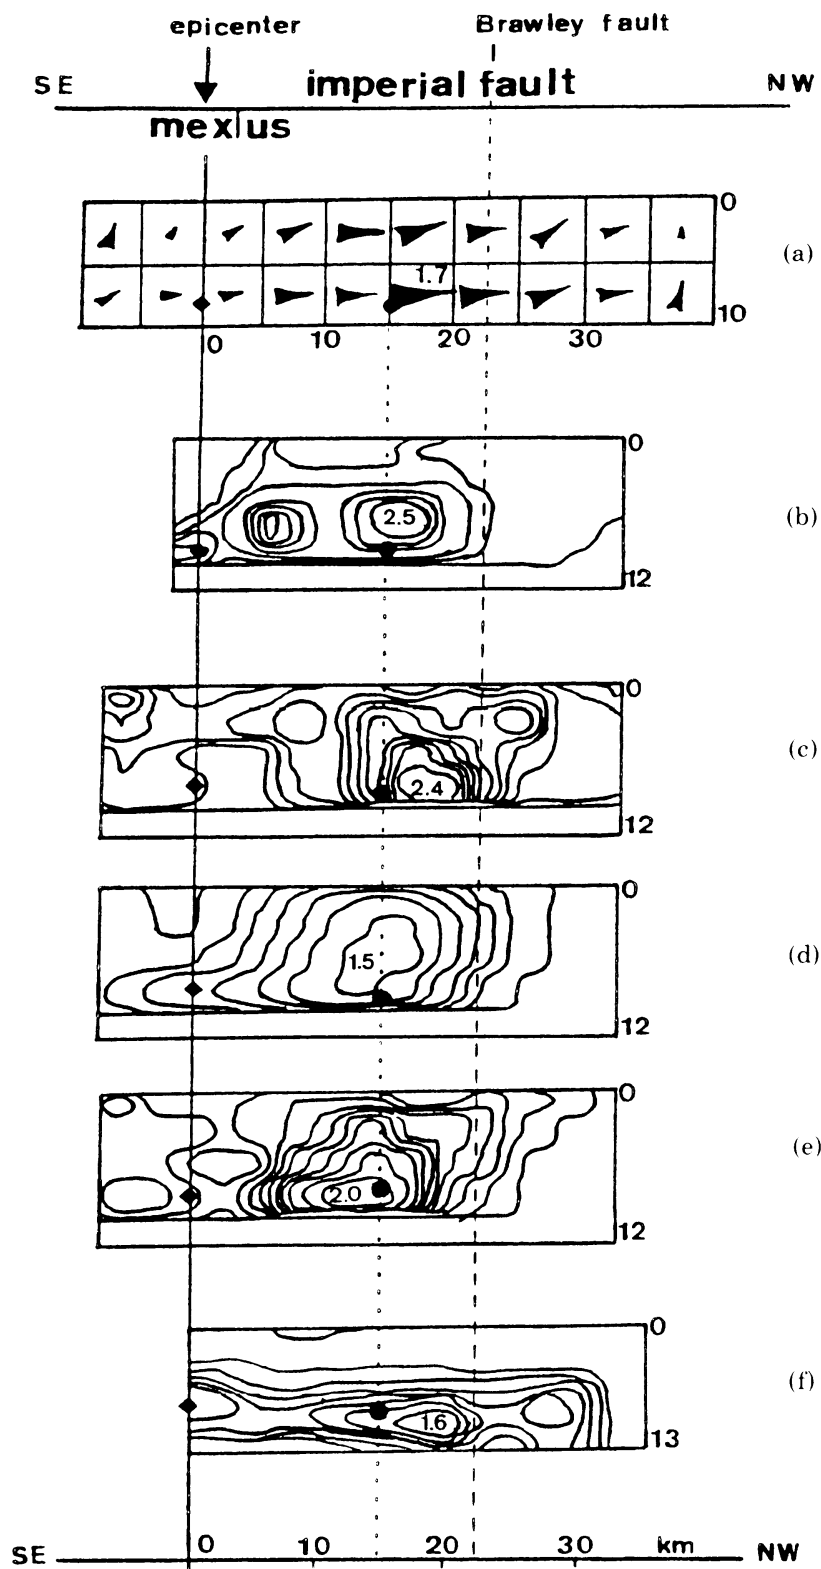 epicenter Brawley fault
SE imperial fault NW
mex us
0
(a)
1.7
10
0 10 20 30
0
2.5 (b)
12
0
(c)
2.4
12
0
1.5 (d)
12
0
(e)
2.0
12
0
(f)
1.6
13
0 10 20 30 km
SE NW